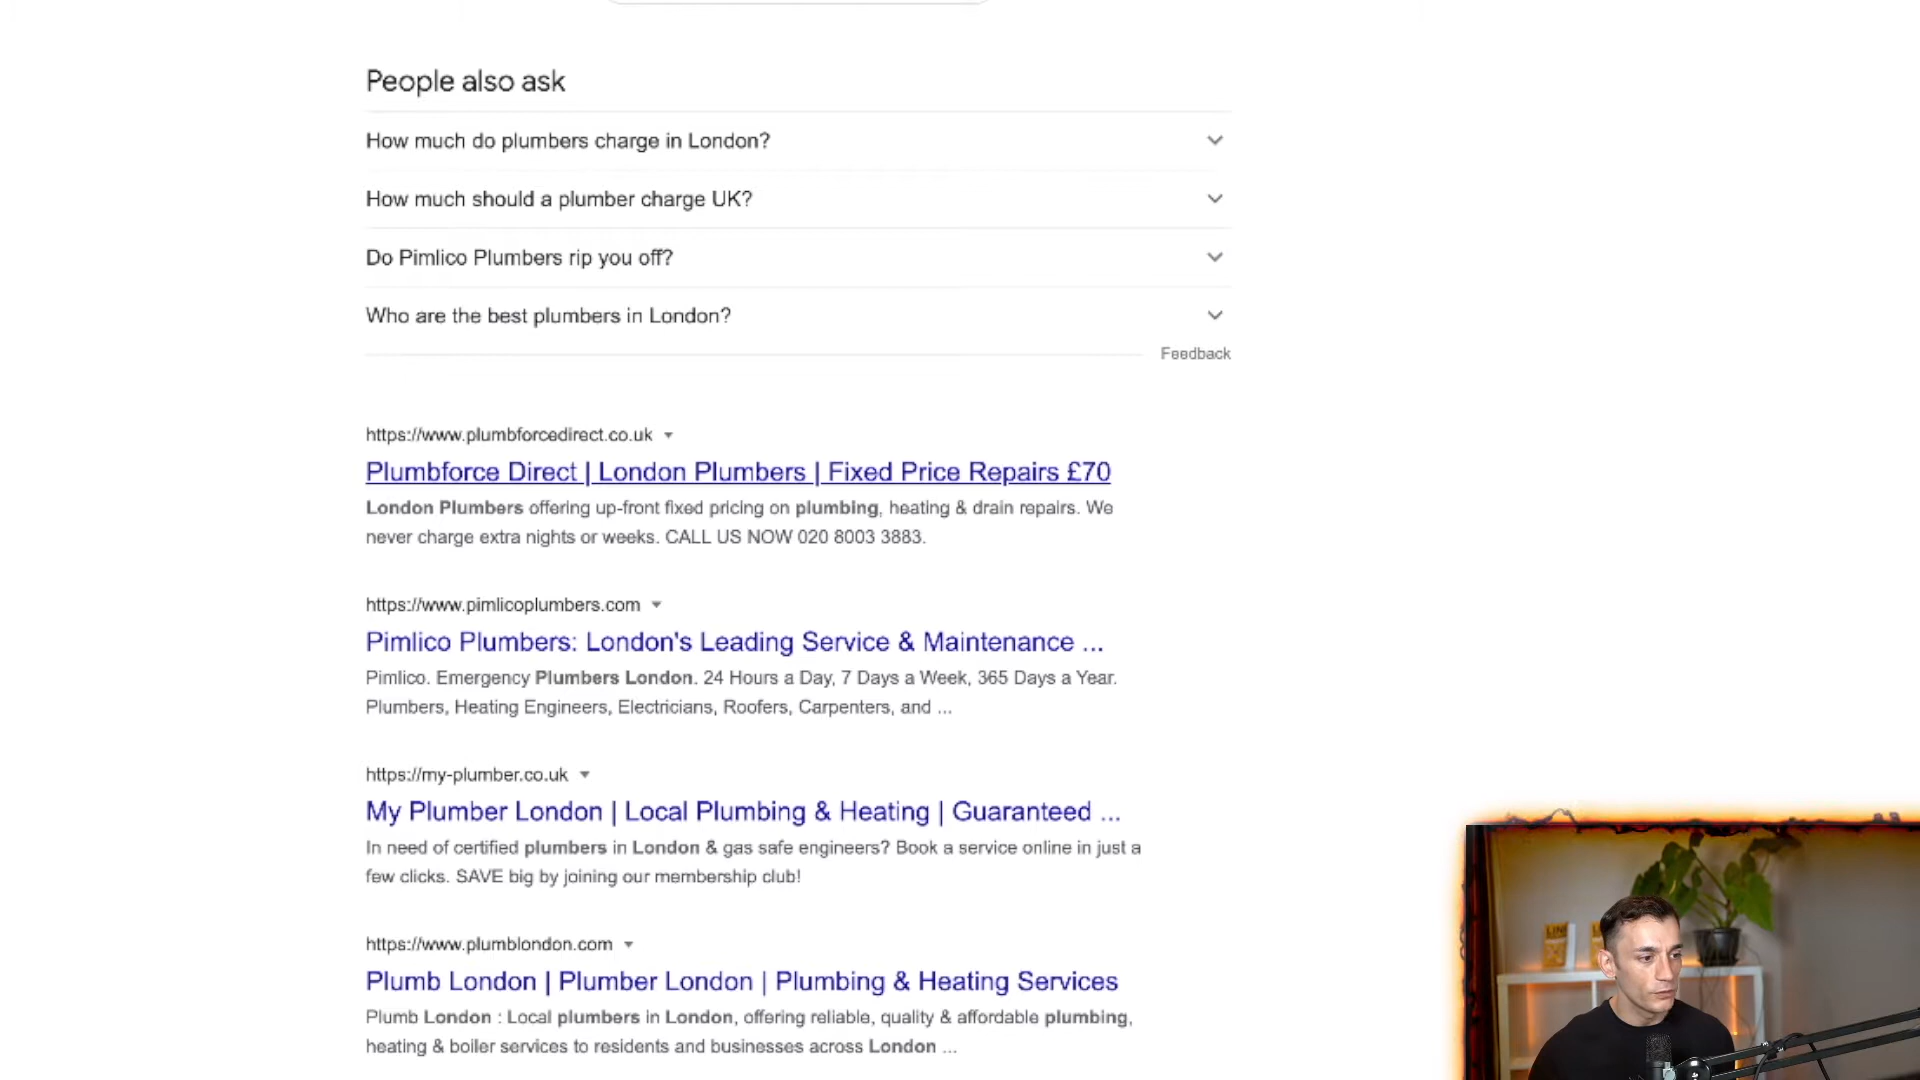 People also ask
How much do plumbers charge in London?
How much should a plumber charge UK?
Do Pimlico Plumbers rip you off?
Who are the best plumbers in London?
Feedback
https://www.plumbforcedirect.co.uk
Plumbforce Direct | London Plumbers | Fixed Price Repairs £70
London Plumbers offering up-front fixed pricing on plumbing, heating & drain repairs. We
never charge extra nights or weeks. CALL US NOW 020 8003 3883.
https://www.pimlicoplumbers.com
Pimlico Plumbers: London's Leading Service & Maintenance ...
Pimlico. Emergency Plumbers London. 24 Hours a Day, 7 Days a Week, 365 Days a Year.
Plumbers, Heating Engineers, Electricians, Roofers, Carpenters, and ...
https://my-plumber.co.uk
My Plumber London | Local Plumbing & Heating | Guaranteed ...
In need of certified plumbers in London & gas safe engineers? Book a service online in just a
few clicks. SAVE big by joining our membership club!
https://www.plumblondon.com
Plumb London | Plumber London | Plumbing & Heating Services
Plumb London : Local plumbers in London, offering reliable, quality & affordable plumbing,
heating & boiler services to residents and businesses across London ...